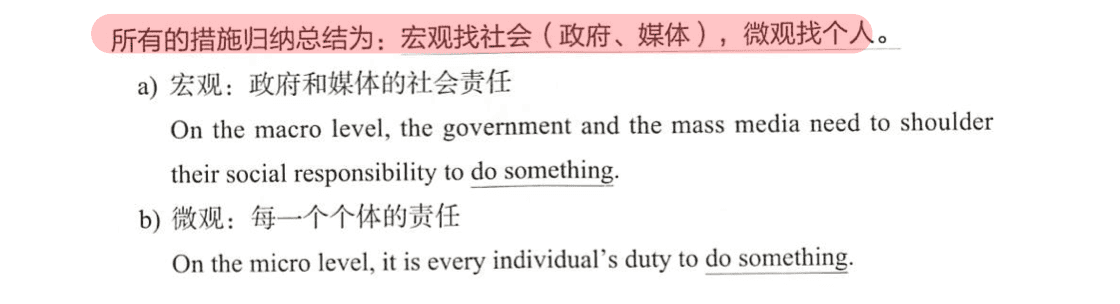 所有的措施归纳总结为：宏观找社会（政府、媒体），微观找个人。
a) 宏观：政府和媒体的社会责任
On the macro level, the government and the mass media need to shoulder
their social responsibility to do something.
b) 微观：每一个个体的责任
On the micro level, it is every individual’s duty to do something.